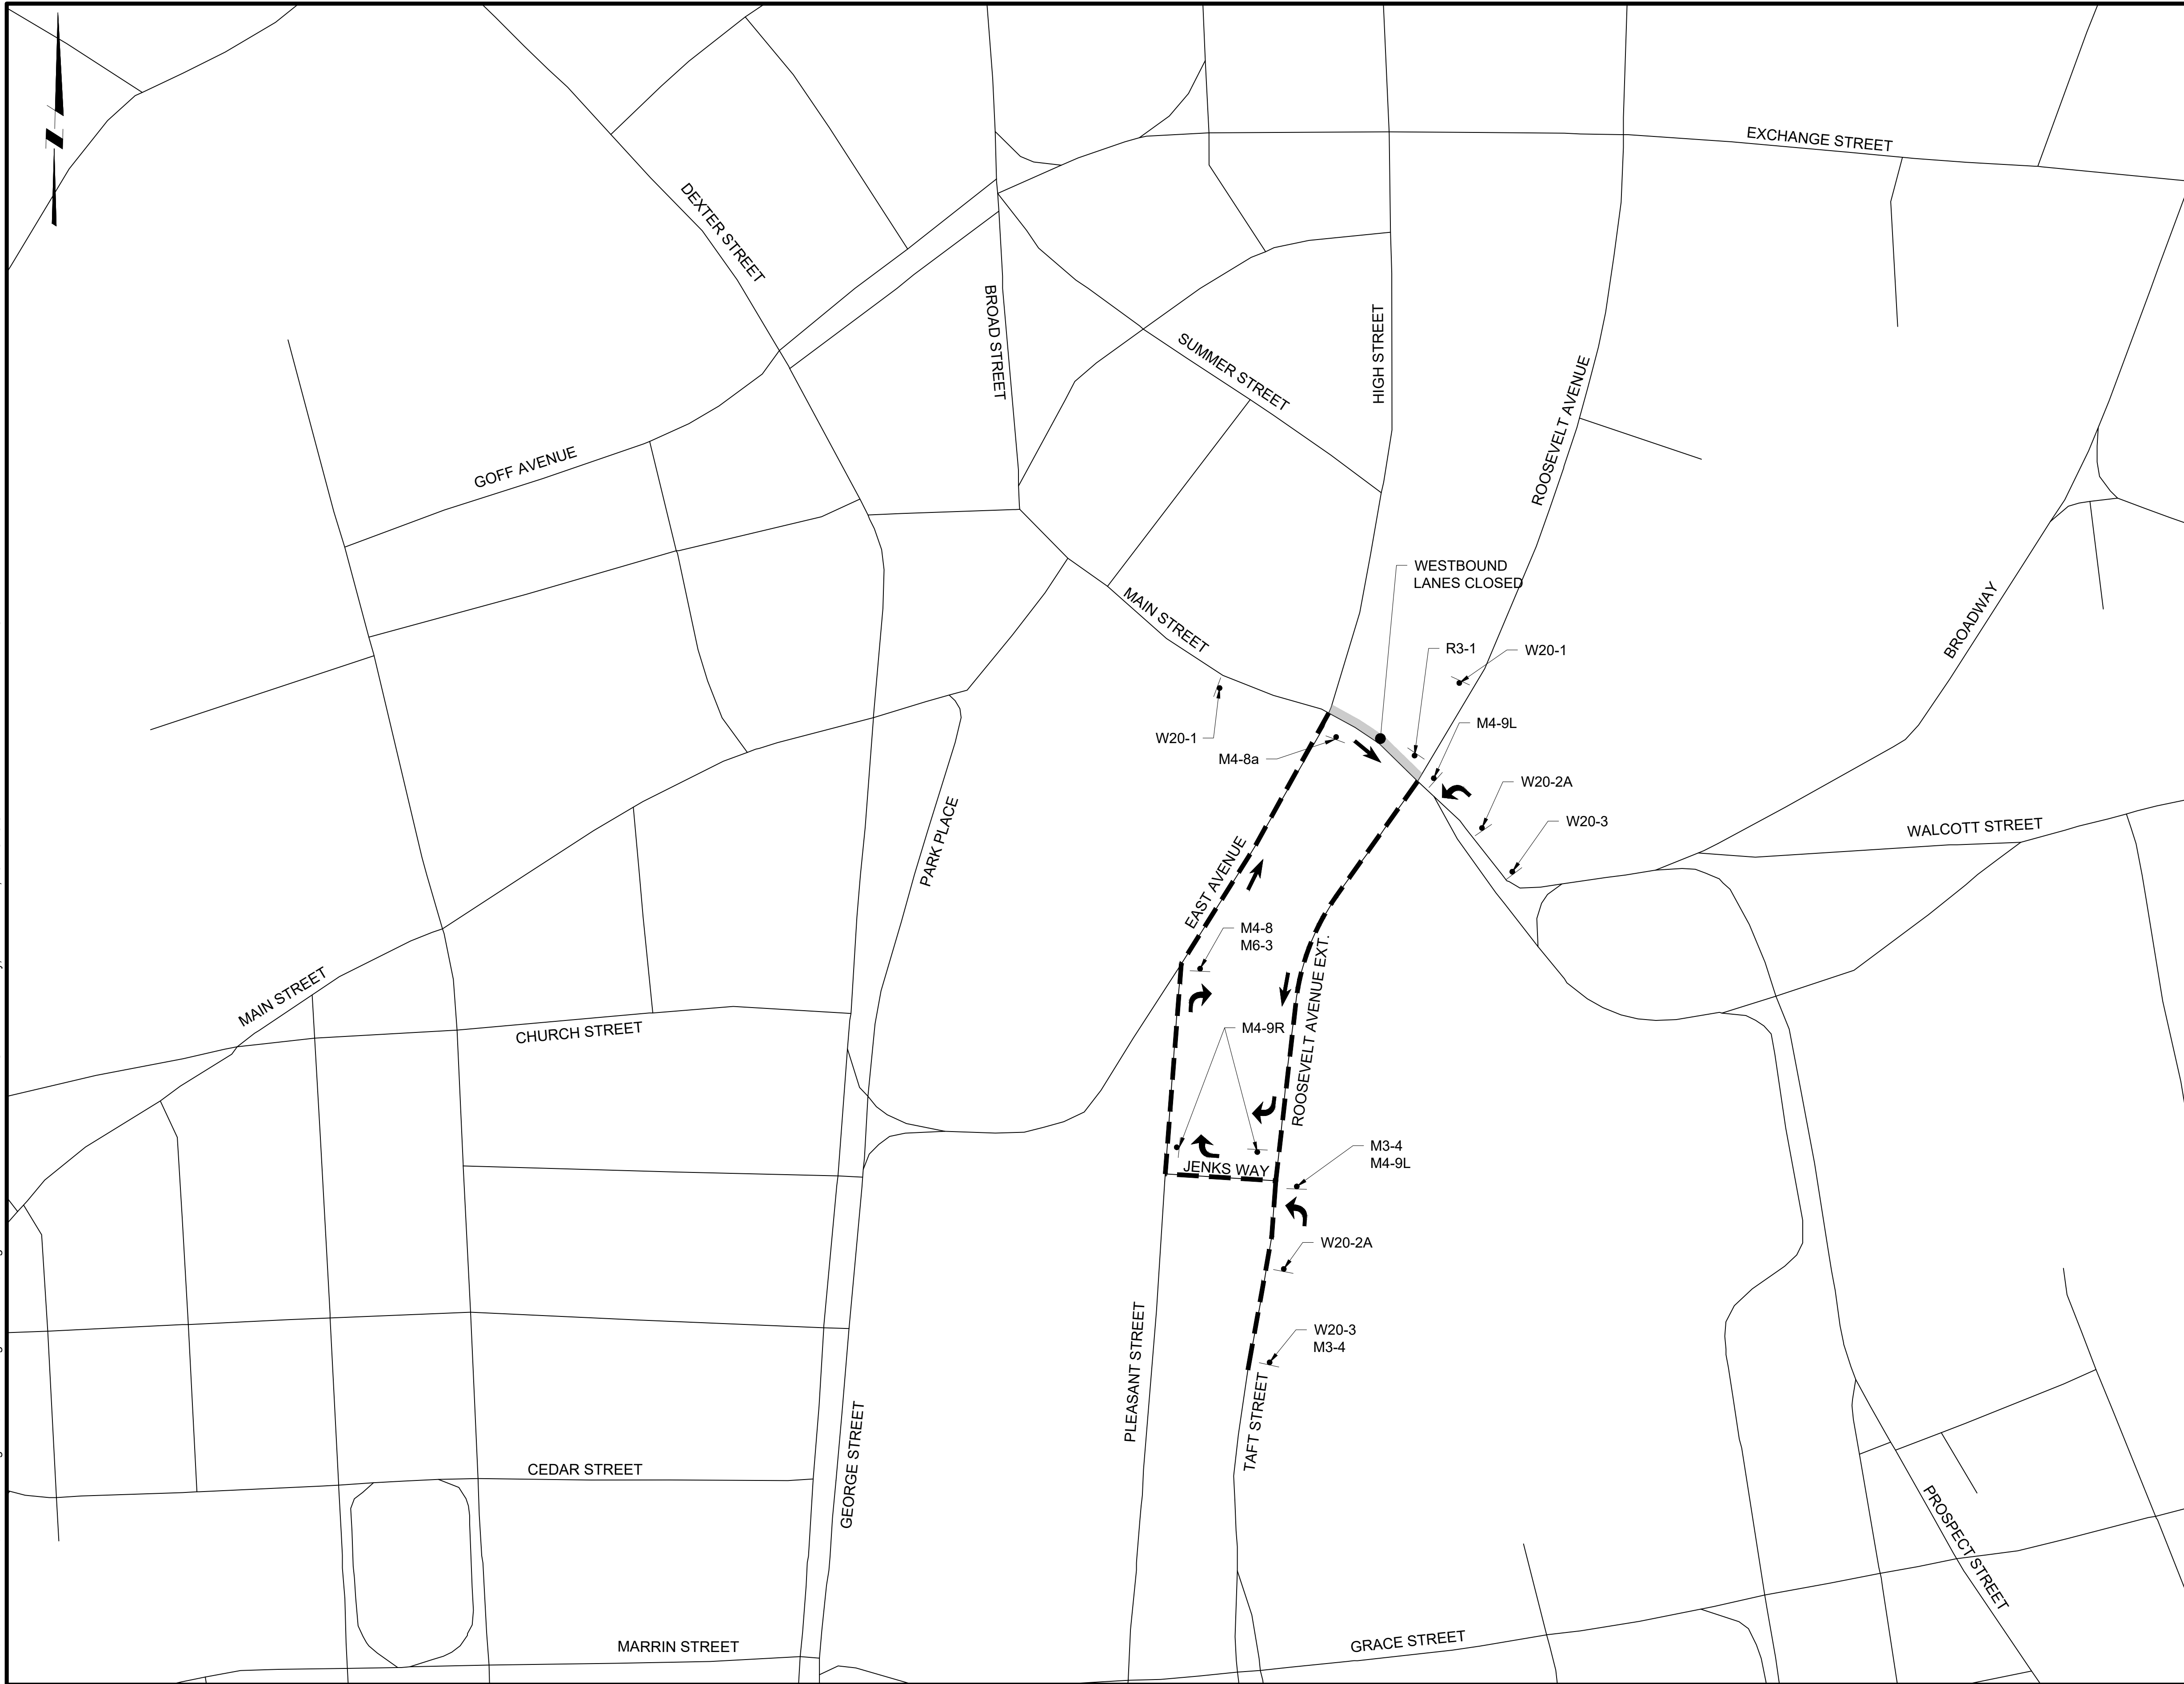 EXCHANGE STREET
DEXTER STREET
BROAD STREET
SUMMER STREET
HIGH STREET
ROOSEVELT AVENUE
GOFF AVENUE
WESTBOUND
LANES CLOSED
MAIN STREET
BROADWAY
R3-1
W20-1
M4-9L
W20-1
M4-8a
W20-2A
W20-3
WALCOTT STREET
PARK PLACE
EAST AVENUE
M4-8
M6-3
ROOSEVELT AVENUE EXT.
MAIN STREET
CHURCH STREET
M4-9R
JENKS WAY
M3-4
M4-9L
W20-2A
W20-3
M3-4
PLEASANT STREET
TAFT STREET
GEORGE STREET
CEDAR STREET
PROSPECT STREET
MARRIN STREET
GRACE STREET